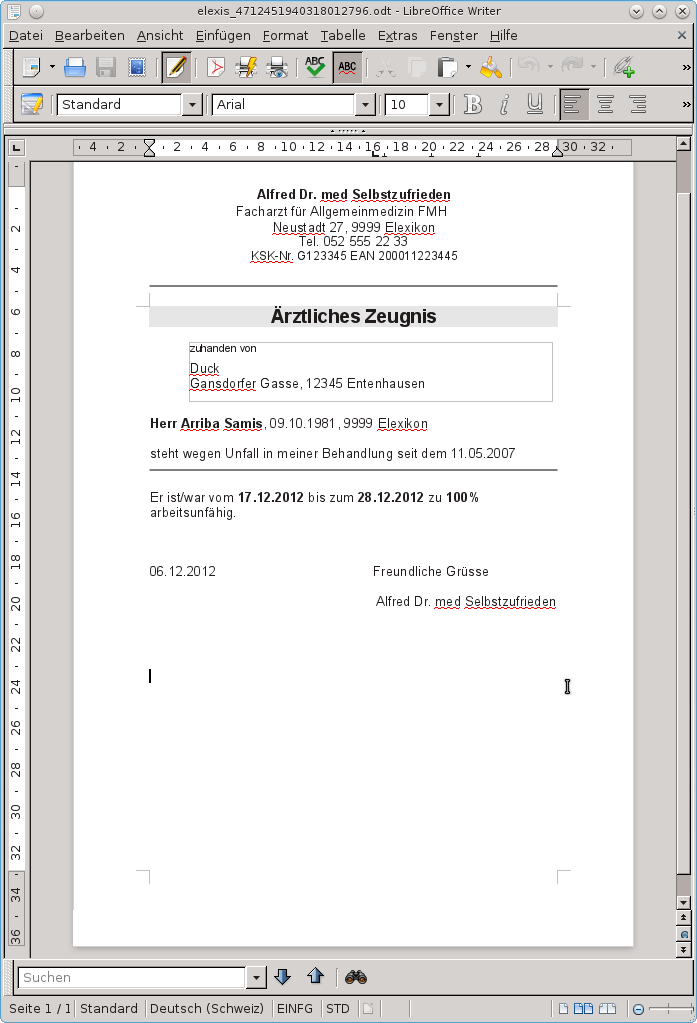 elexis_4712451940318012796.odt - LibreOffice Writer
Datei Bearbeiten Ansicht Einfügen Format Tabelle Extras Fenster Hilfe
ABC ABC
Standard Arial 10 B i U
4 2 2 4 6 8 10 12 14 16 18 20 22 24 26 28 30 32
Alfred Dr. med Selbstzufrieden
Facharzt für Allgemeinmedizin FMH
Neustadt 27, 9999 Elexikon
Tel. 052 555 22 33
KSK-Nr. G123345 EAN 200011223445
Ärztliches Zeugnis
zuhanden von
Duck
Gansdorfer Gasse, 12345 Entenhausen
Herr Arriba Samis, 09.10.1981, 9999 Elexikon
steht wegen Unfall in meiner Behandlung seit dem 11.05.2007
Er ist/war vom 17.12.2012 bis zum 28.12.2012 zu 100%
arbeitsunfähig.
06.12.2012 Freundliche Grüsse
Alfred Dr. med Selbstzufrieden
2
4
6
8
10
12
14
16
18
20
22
24
26
28
30
32
34
36
Suchen
Seite 1 / 1 Standard Deutsch (Schweiz) EINFG STD